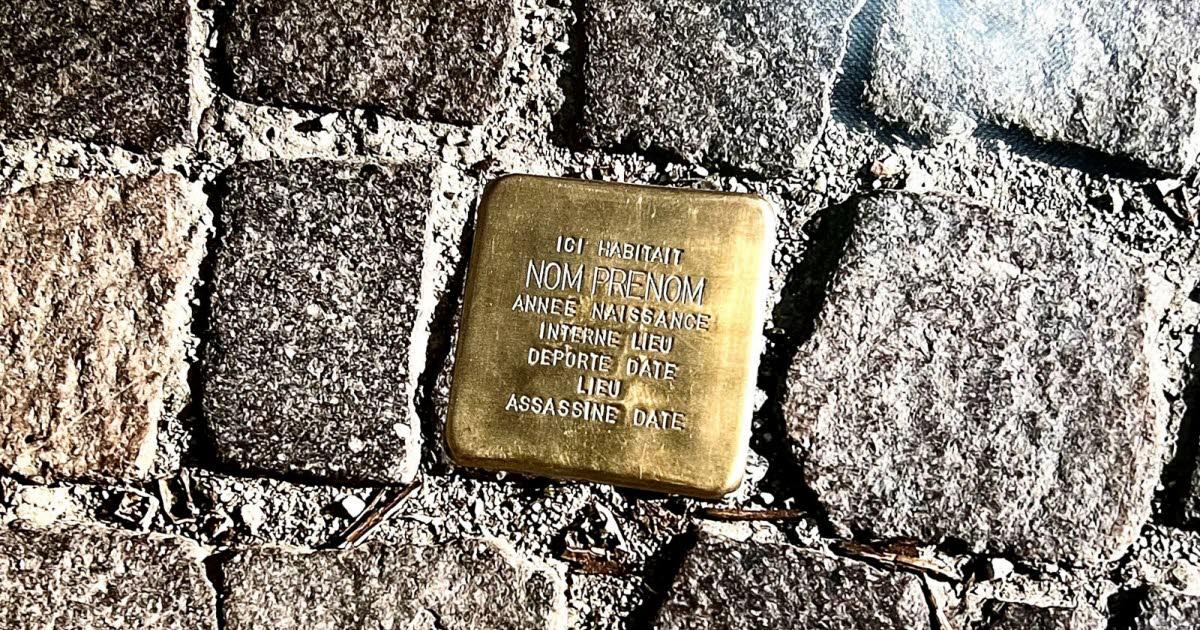 ICI HABITAIT
NOM PRENOM
ANNEE NAISSANCE
INTERNE LIEU
DEPORTE DATE
LIEU
ASSASSINE DATE